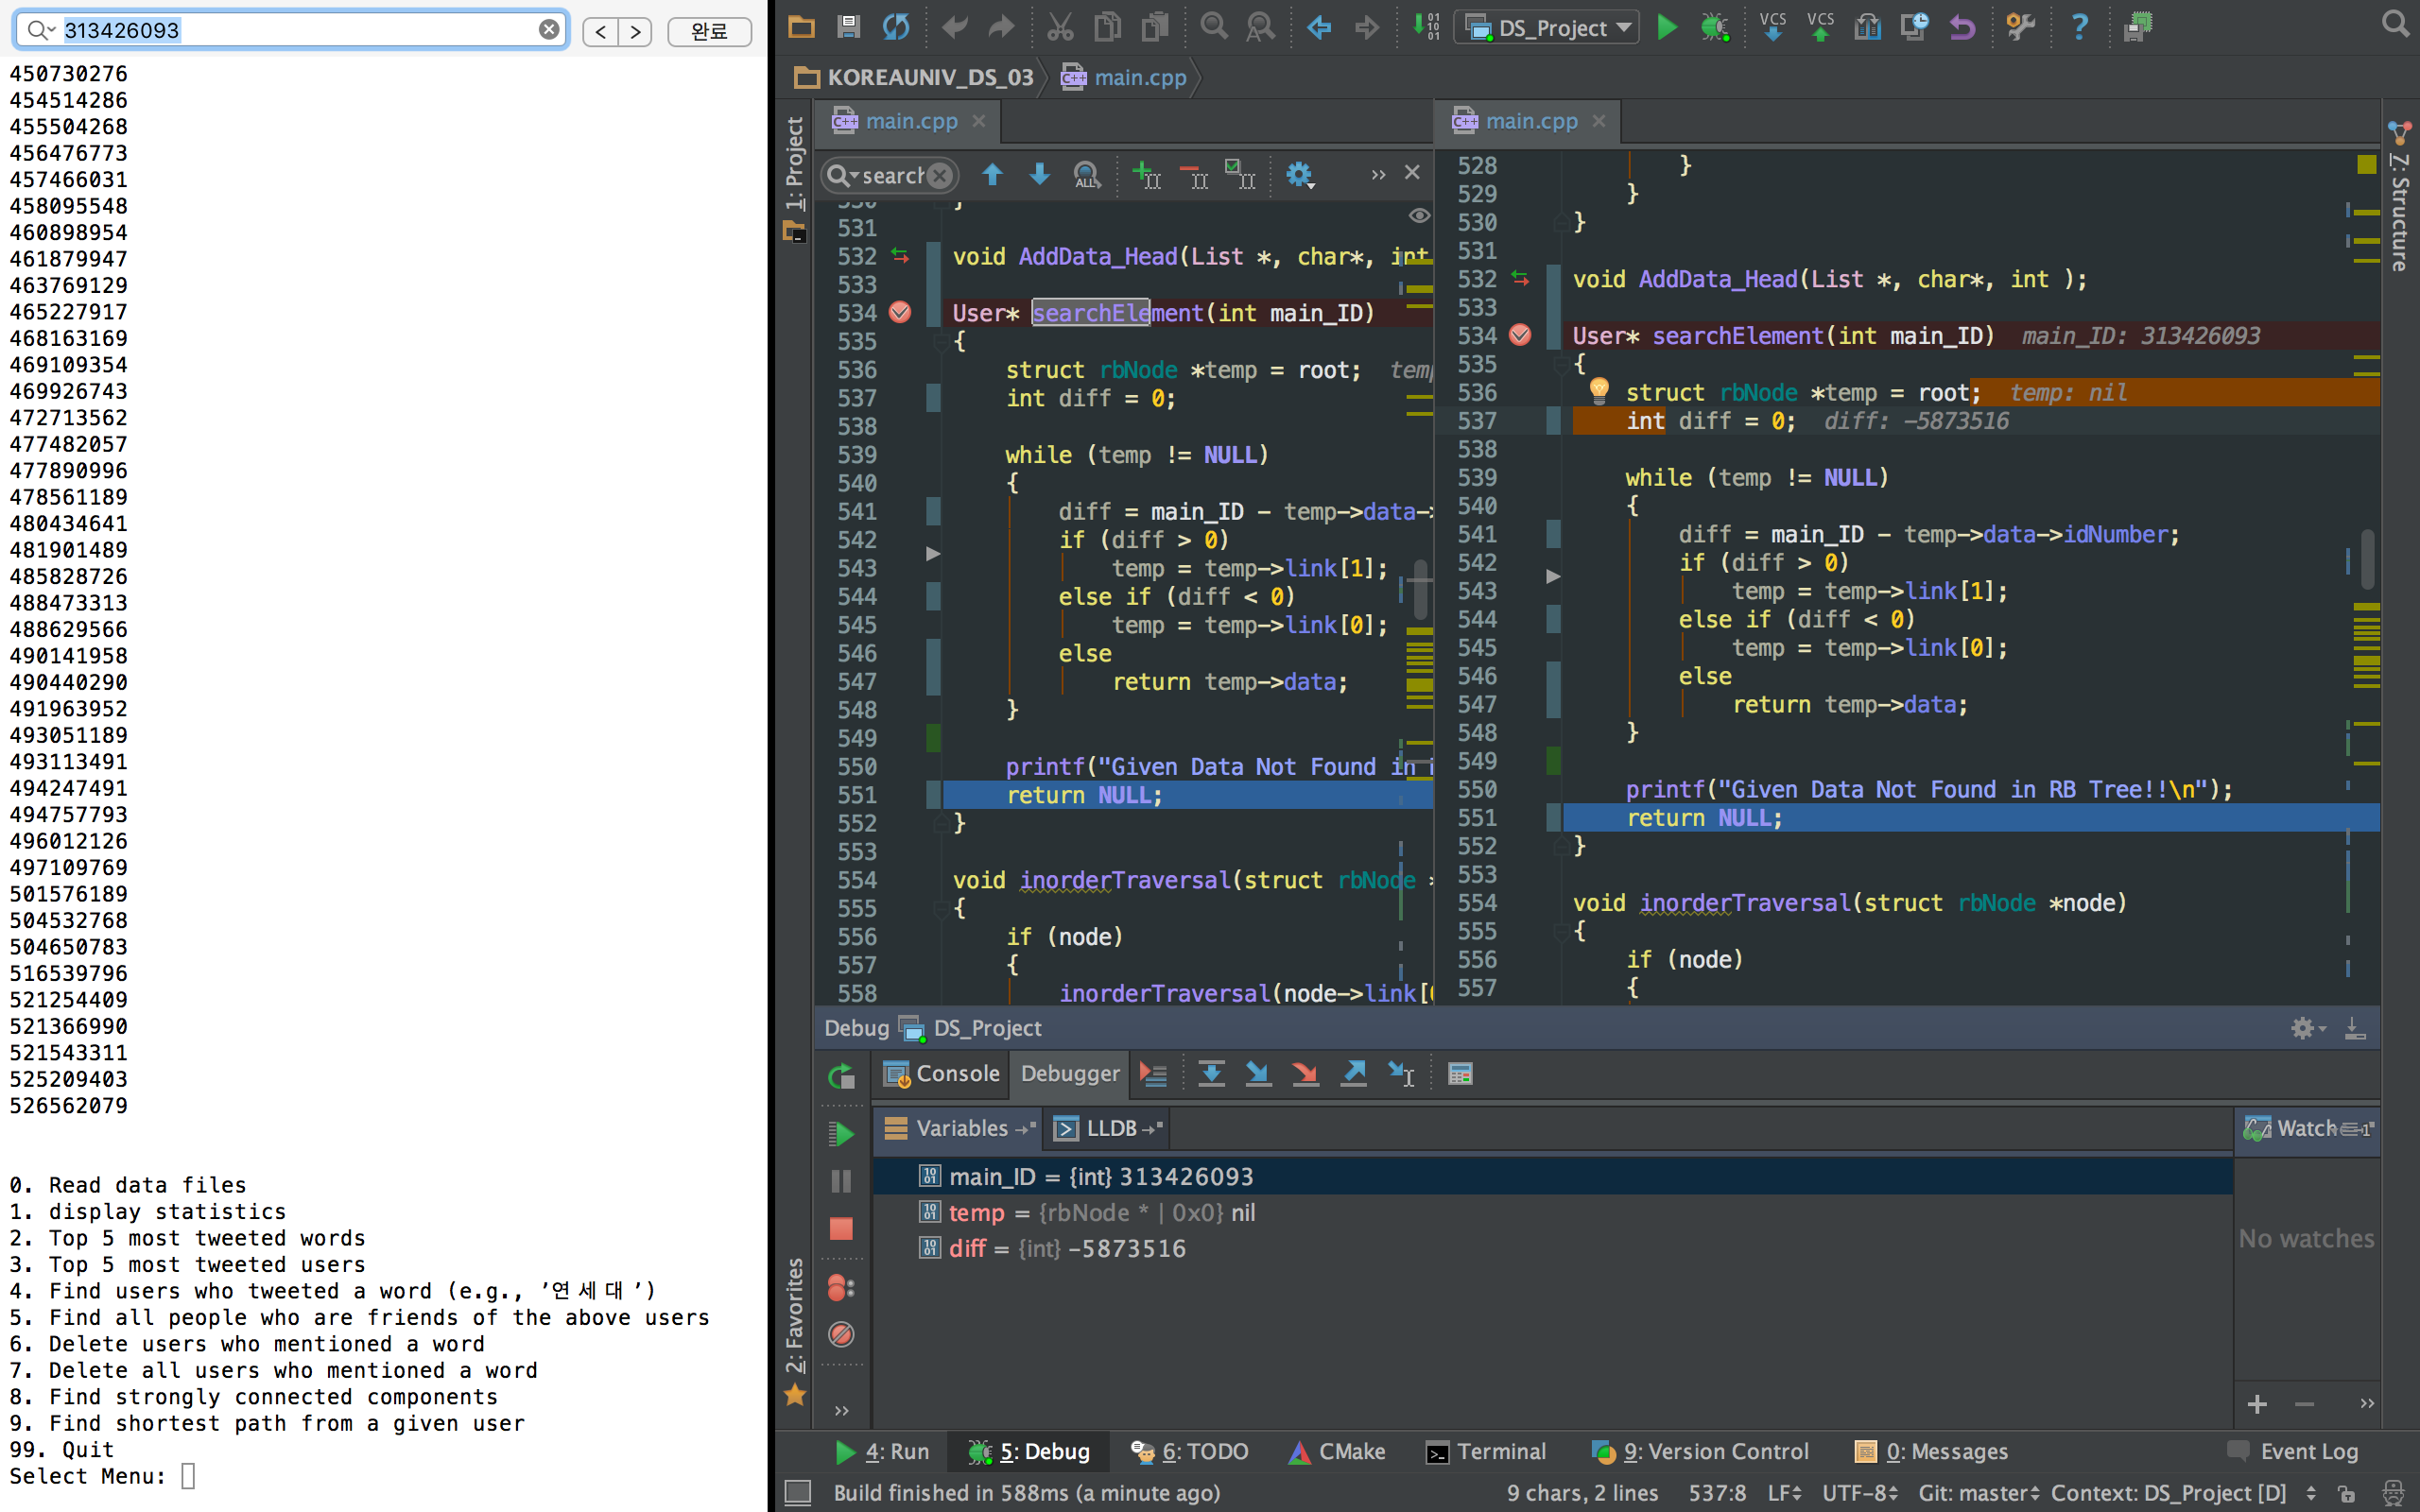 313426093
< >
완료
450730276
454514286
455504268
456476773
457466031
458095548
460898954
461879947
463769129
465227917
468163169
469109354
469926743
472713562
477482057
477890996
478561189
480434641
481901489
485828726
488473313
488629566
490141958
490440290
491963952
493051189
493113491
494247491
494757793
496012126
497109769
501576189
504532768
504650783
516539796
521254409
521366990
521543311
525209403
526562079
0. Read data files
1. display statistics
2. Top 5 most tweeted words
3. Top 5 most tweeted users
4. Find users who tweeted a word (e.g., ’연세대’)
5. Find all people who are friends of the above users
6. Delete users who mentioned a word
7. Delete all users who mentioned a word
8. Find strongly connected components
9. Find shortest path from a given user
99. Quit
Select Menu:
DS_Project
VCS VCS
KOREAUNIV_DS_03 main.cpp
1: Project
2: Favorites
7: Structure
main.cpp
search
531
532 void AddData_Head(List *, char*, int
533
534 User* searchElement(int main_ID)
535 {
536 struct rbNode *temp = root;
537 int diff = 0;
538
539 while (temp != NULL)
540 {
541 diff = main_ID - temp->data-
542 if (diff > 0)
543 temp = temp->link[1];
544 else if (diff < 0)
545 temp = temp->link[0];
546 else
547 return temp->data;
548 }
549
550 printf("Given Data Not Found in
551 return NULL;
552 }
553
554 void inorderTraversal(struct rbNode
555 {
556 if (node)
557 {
558 inorderTraversal(node->link[
main.cpp
528 }
529 }
530 }
531
532 void AddData_Head(List *, char*, int );
533
534 User* searchElement(int main_ID) main_ID: 313426093
535 {
536 struct rbNode *temp = root; temp: nil
537 int diff = 0; diff: -5873516
538
539 while (temp != NULL)
540 {
541 diff = main_ID - temp->data->idNumber;
542 if (diff > 0)
543 temp = temp->link[1];
544 else if (diff < 0)
545 temp = temp->link[0];
546 else
547 return temp->data;
548 }
549
550 printf("Given Data Not Found in RB Tree!!\n");
551 return NULL;
552 }
553
554 void inorderTraversal(struct rbNode *node)
555 {
556 if (node)
557 {
Debug DS_Project
Console Debugger
Variables LLDB
Watch
main_ID = {int} 313426093
temp = {rbNode * | 0x0} nil
diff = {int} -5873516
No watches
4: Run 5: Debug 6: TODO CMake Terminal 9: Version Control 0: Messages Event Log
Build finished in 588ms (a minute ago) 9 chars, 2 lines 537:8 LF UTF-8 Git: master Context: DS_Project [D]